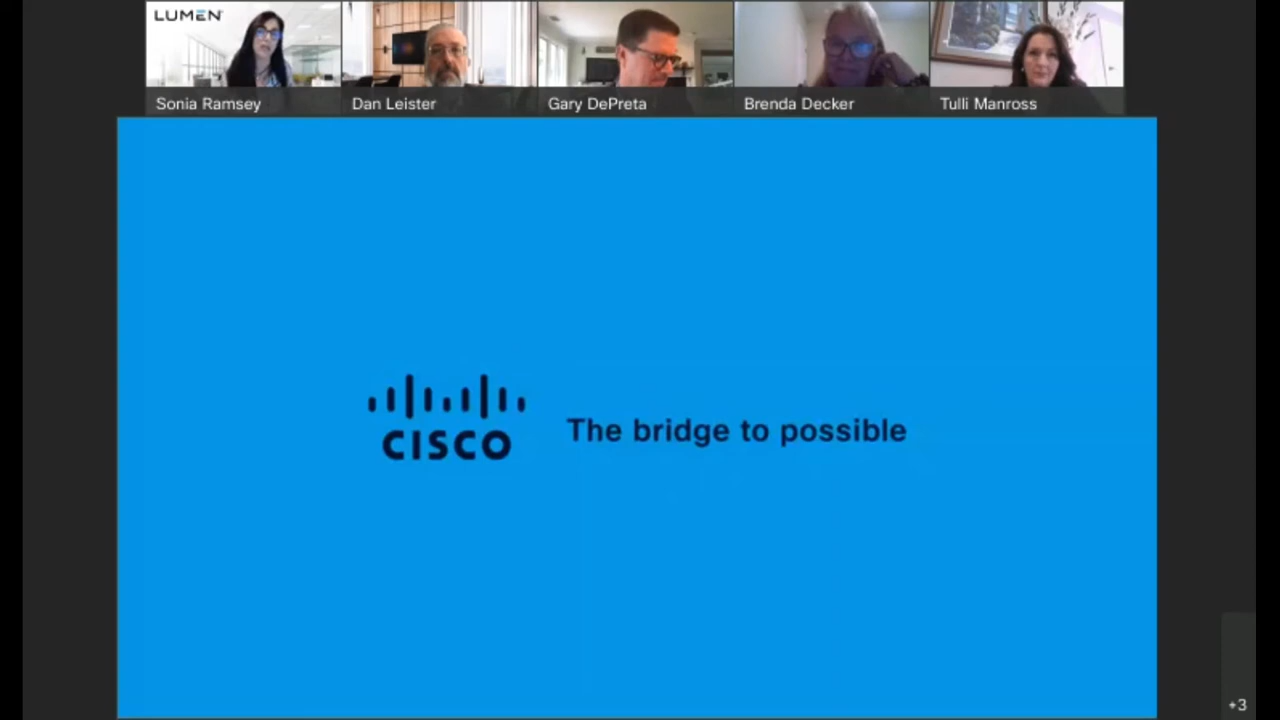 LUMEN
Sonia Ramsey
Dan Leister
Gary DePreta
Brenda Decker
Tulli Manross
CISCO
The bridge to possible
+3